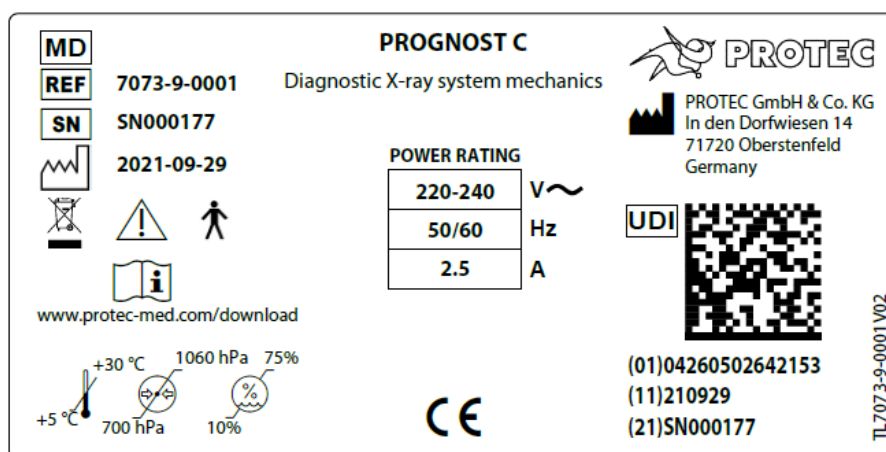 MD
REF 7073-9-0001
SN SN000177
2021-09-29
www.protec-med.com/download
+30 °C
+5 °C
1060 hPa
700 hPa
75%
%
10%
PROGNOST C
Diagnostic X-ray system mechanics
POWER RATING
220-240 V
50/60 Hz
2.5 A
CE
PROTEC
PROTEC GmbH & Co. KG
In den Dorfwiesen 14
71720 Oberstenfeld
Germany
UDI
(01)04260502642153
(11)210929
(21)SN000177
TL7073-9-0001V02